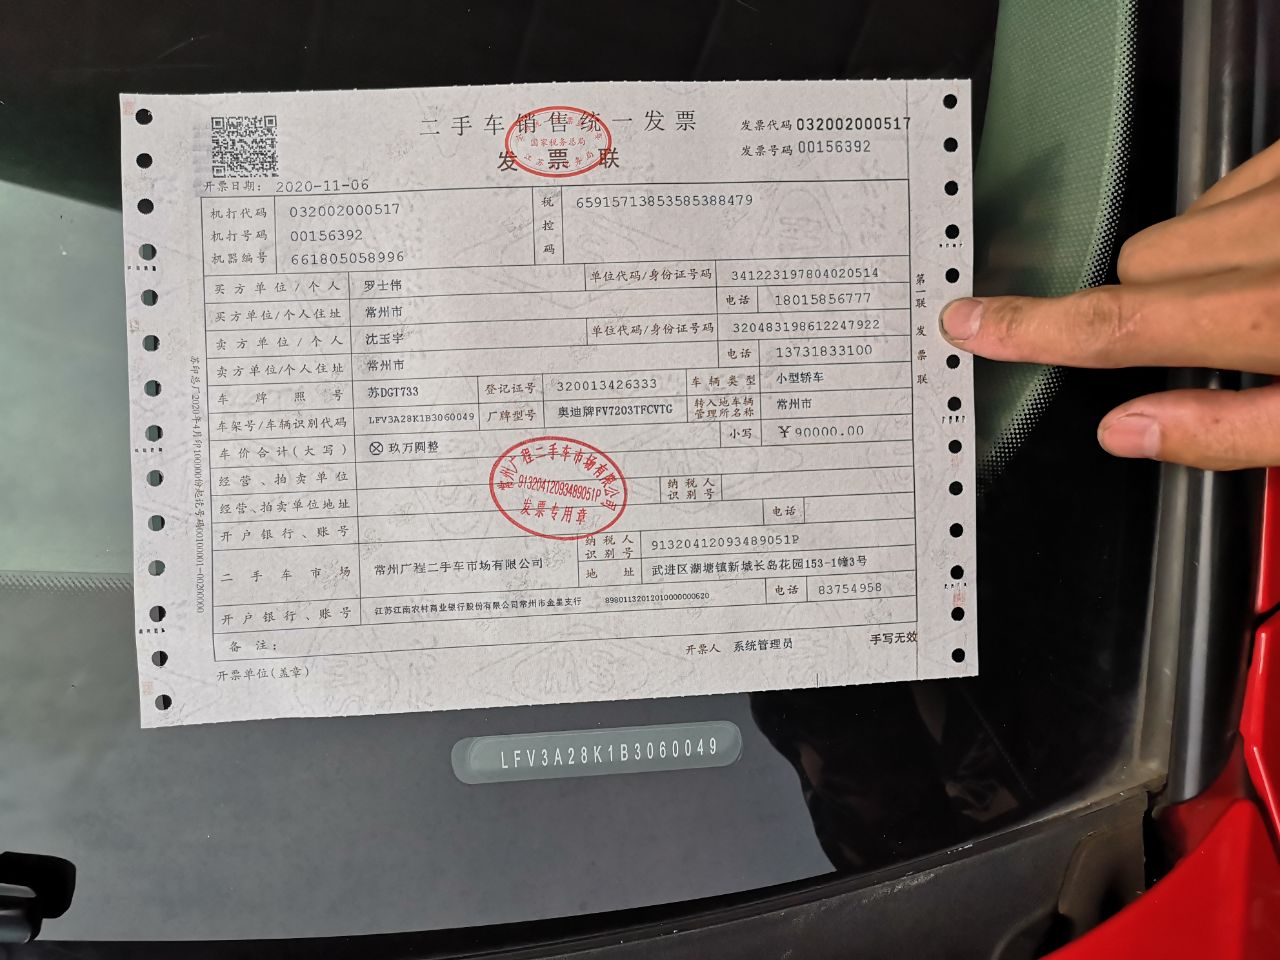 二手车销售统一发票
发票联
国家税务总局
发票代码 032002000517
发票号码 00156392
开票日期: 2020-11-06
机打代码 032002000517
机打号码 00156392
机器编号 661805058996
税控码 65915713853585388479
买方单位/个人 罗士伟 单位代码/身份证号码 341223197804020514
买方单位/个人住址 常州市 电话 18015856777
卖方单位/个人 沈玉宇 单位代码/身份证号码 320483198612247922
卖方单位/个人住址 常州市 电话 13731833100
车牌照号 苏DGT733 登记证号 320013426333 车辆类型 小型轿车
车架号/车辆识别代码 LFV3A28K1B3060049 厂牌型号 奥迪牌FV7203TFCVTG 转入地车辆管理所名称 常州市
车价合计(大写) ⊗玖万圆整 小写 ￥90000.00
经营、拍卖单位 纳税人识别号
经营、拍卖单位地址 电话
开户银行、账号
二手车市场 常州广程二手车市场有限公司 纳税人识别号 91320412093489051P
地址 武进区湖塘镇新城长岛花园153-1幢3号
开户银行、账号 江苏江南农村商业银行股份有限公司常州市金星支行 89801132012010000000620 电话 83754958
备注:
开票单位(盖章) 开票人 系统管理员 手写无效
第一联 发票联
常州广程二手车市场有限公司
91320412093489051P
发票专用章
LFV3A28K1B3060049